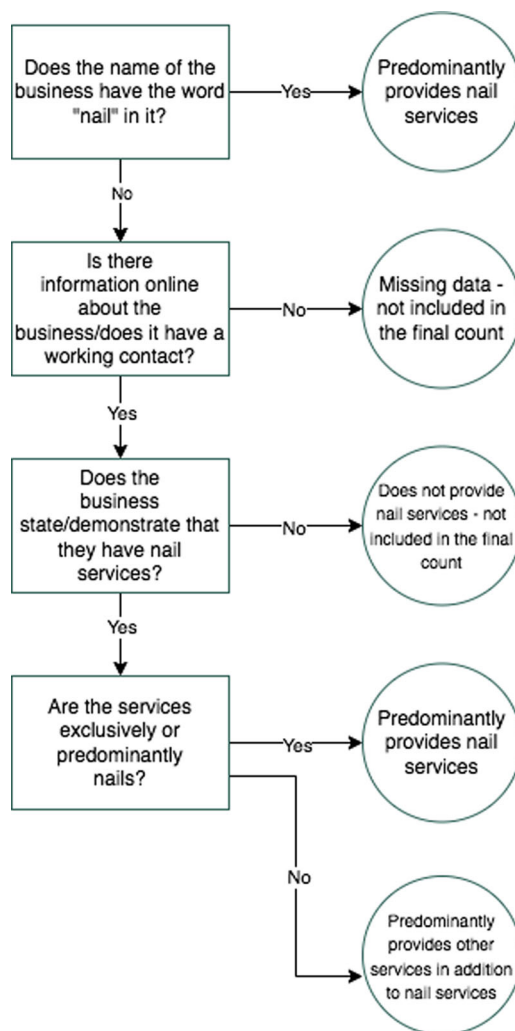 Does the name of the
business have the word
"nail" in it?
Yes
Predominantly
provides nail
services
No
Is there
information online
about the
business/does it have a
working contact?
No
Missing data -
not included in
the final count
Yes
Does the
business
state/demonstrate that
they have nail
services?
No
Does not provide
nail services - not
included in the final
count
Yes
Are the services
exclusively or
predominantly
nails?
Yes
Predominantly
provides nail
services
No
Predominantly
provides other
services in addition
to nail services